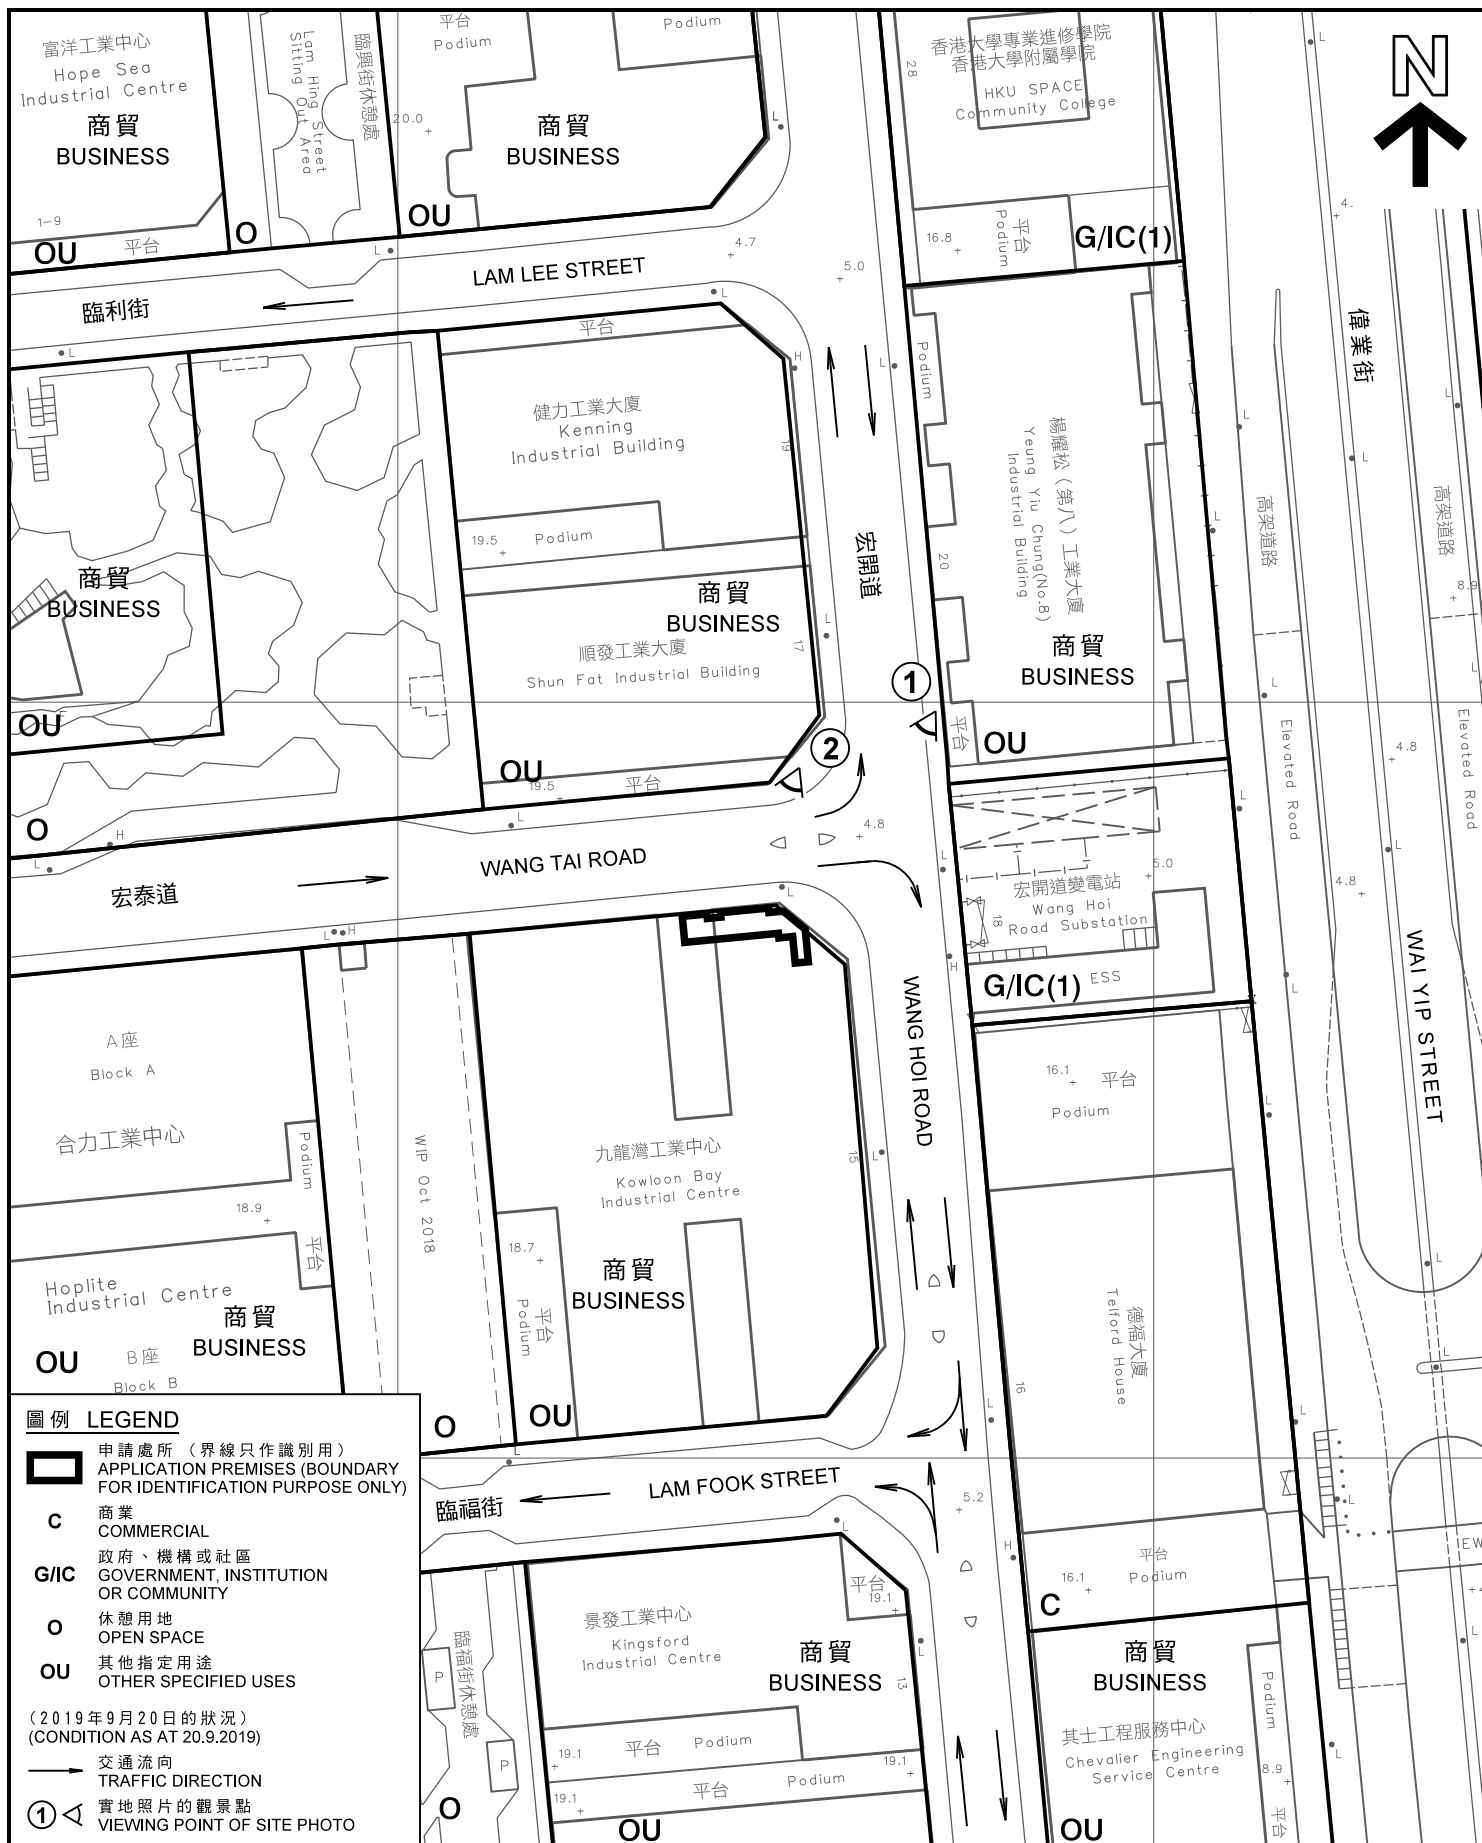 富洋工業中心
Hope Sea
Industrial Centre
商貿
BUSINESS
1-9
OU
平台
O
Lam Hing Street
Sitting Out Area
臨興街休憩處
20.0
平台
Podium
Podium
商貿
BUSINESS
OU
28
香港大學專業進修學院
香港大學附屬學院
HKU SPACE
Community College
16.8
Podium
平台
G/IC(1)
N
4.
L
4.7
5.0
LAM LEE STREET
臨利街
平台
健力工業大廈
Kenning
Industrial Building
19
H
Podium
楊耀松（第八）工業大廈
Yeung Yiu Chung(No.8)
Industrial Building
偉業街
高架道路
高架道路
8.9
19.5
Podium
宏開道
20
商貿
BUSINESS
商貿
BUSINESS
順發工業大廈
Shun Fat Industrial Building
17
商貿
BUSINESS
1
OU
2
平台
OU
OU
19.5
平台
Elevated Road
Elevated Road
4.8
O
H
4.8
WANG TAI ROAD
宏泰道
宏開道變電站
5.0
Wang Hoi
Road Substation
18
4.8
H
G/IC(1)
ESS
WANG HOI ROAD
WAI YIP STREET
A座
Block A
合力工業中心
Podium
18.9
平台
WIP Oct 2018
九龍灣工業中心
Kowloon Bay
Industrial Centre
15
16.1
平台
Podium
18.7
平台
Podium
商貿
BUSINESS
Hoplite
Industrial Centre
商貿
BUSINESS
OU
B座
Block B
德福大廈
Telford House
16
O
OU
LAM FOOK STREET
臨福街
5.2
H
平台
Podium
16.1
C
IEW
平台
19.1
景發工業中心
Kingsford
Industrial Centre
商貿
BUSINESS
13
臨福街休憩處
P
P
19.1
平台
Podium
19.1
平台
Podium
19.1
O
OU
商貿
BUSINESS
其士工程服務中心
Chevalier Engineering
Service Centre
Podium
8.9
平台
OU
圖例 LEGEND
申請處所 （界線只作識別用）
APPLICATION PREMISES (BOUNDARY
FOR IDENTIFICATION PURPOSE ONLY)
C
商業
COMMERCIAL
G/IC
政府、機構或社區
GOVERNMENT, INSTITUTION
OR COMMUNITY
O
休憩用地
OPEN SPACE
OU
其他指定用途
OTHER SPECIFIED USES
（2019年9月20日的狀況）
(CONDITION AS AT 20.9.2019)
交通流向
TRAFFIC DIRECTION
1
實地照片的觀景點
VIEWING POINT OF SITE PHOTO